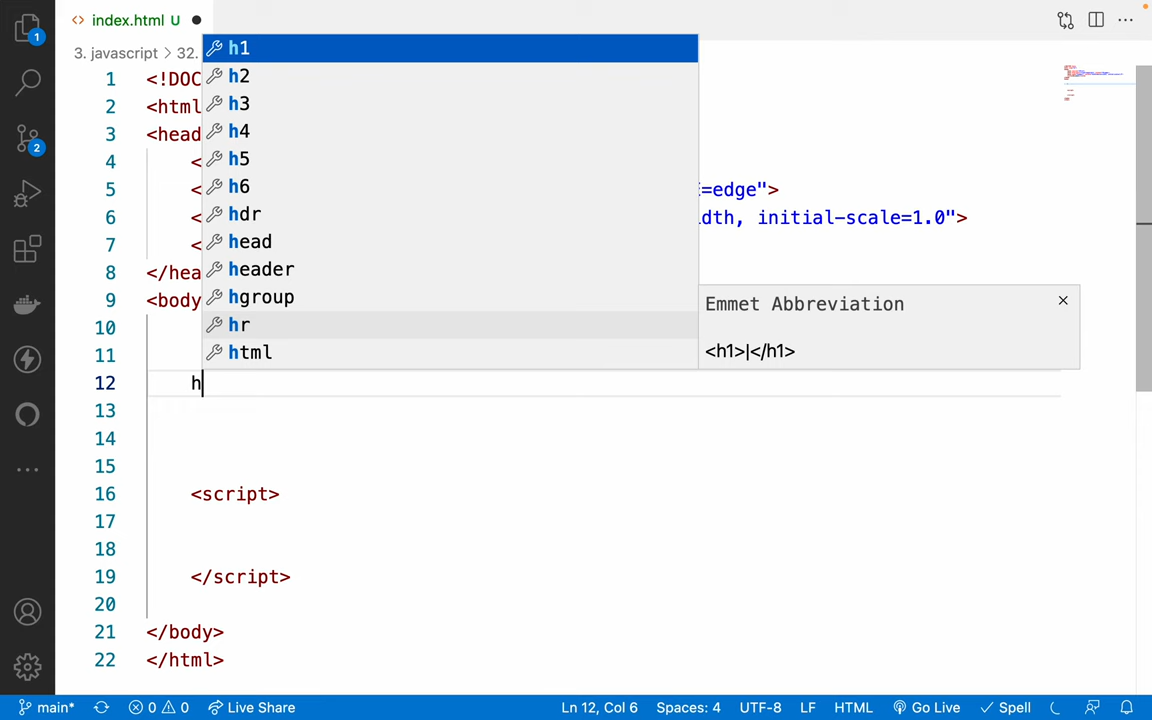 <> index.html U
1
3. javascript > 32.
h1
h2
h3
h4
h5
h6
hdr
head
header
hgroup
hr
html
Emmet Abbreviation
<h1>|</h1>
1 <!DOC
2 <html
3 <head
4 <
5 < E=edge">
6 < idth, initial-scale=1.0">
7 <
8 </hea
9 <body
10
11
12 h
13
14
15
16 <script>
17
18
19 </script>
20
21 </body>
22 </html>
2
main* 0 0 Live Share Ln 12, Col 6 Spaces: 4 UTF-8 LF HTML Go Live Spell